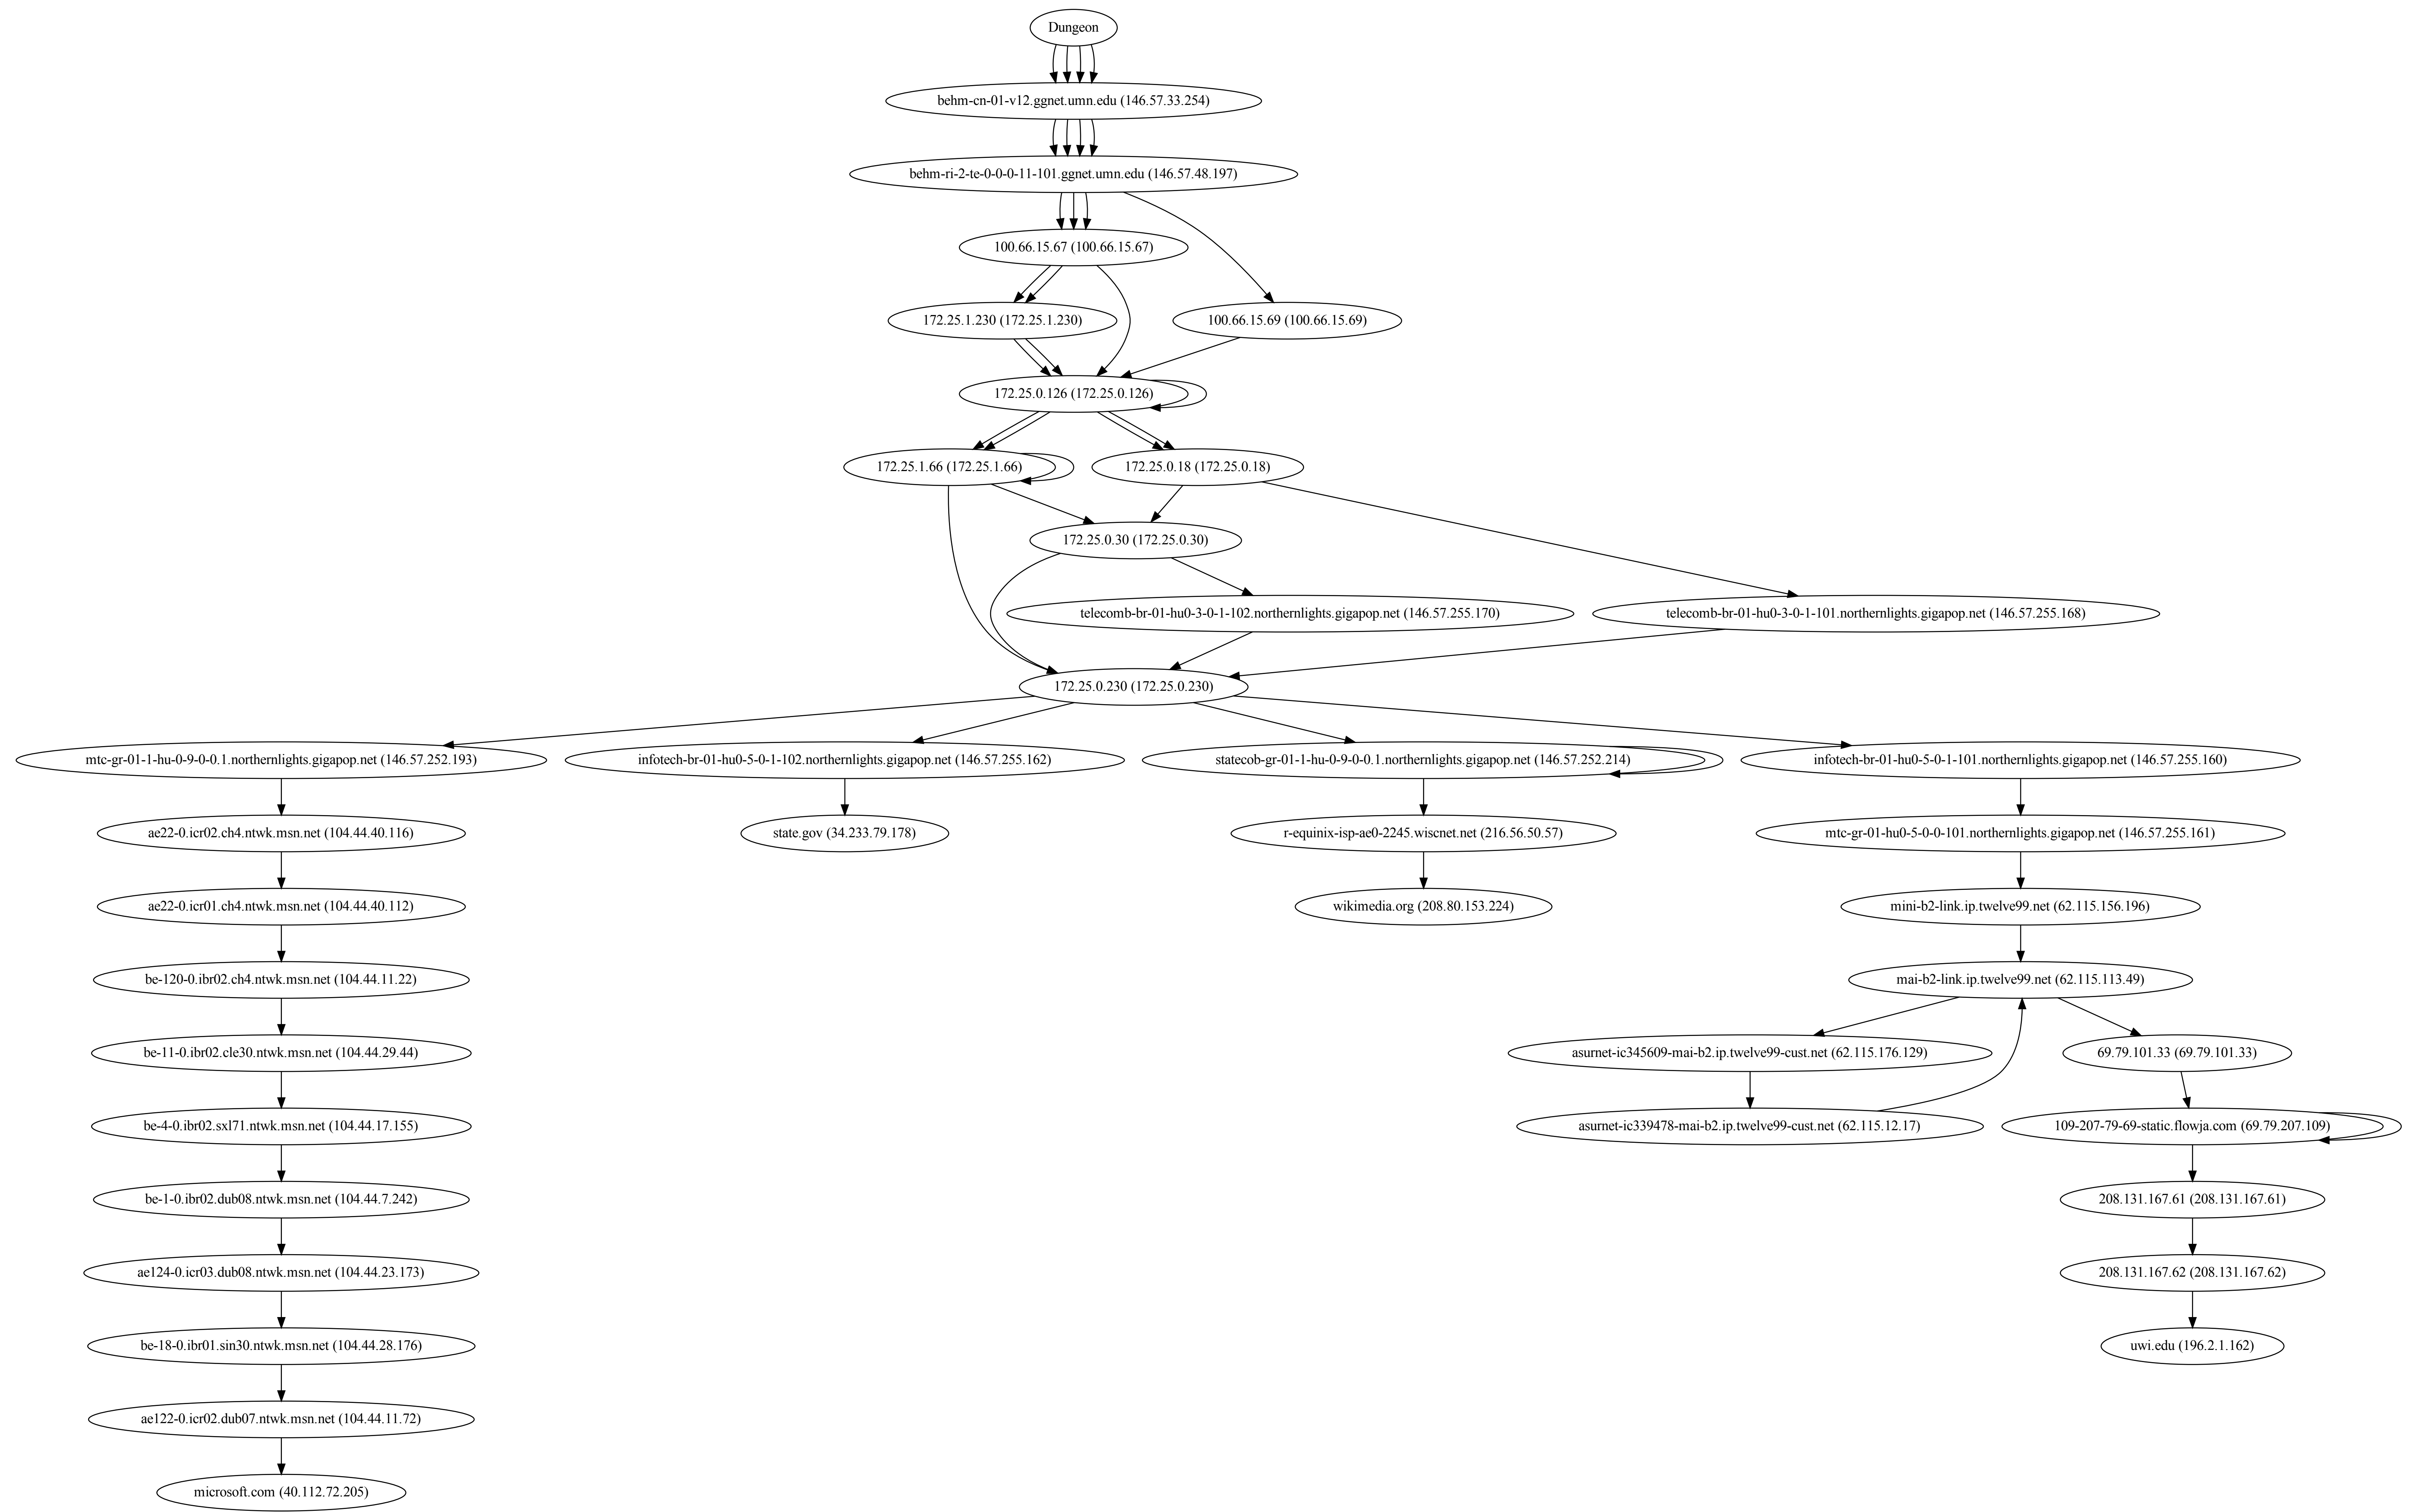 Dungeon
behm-cn-01-v12.ggnet.umn.edu (146.57.33.254)
behm-ri-2-te-0-0-0-11-101.ggnet.umn.edu (146.57.48.197)
100.66.15.67 (100.66.15.67)
172.25.1.230 (172.25.1.230)
100.66.15.69 (100.66.15.69)
172.25.0.126 (172.25.0.126)
172.25.1.66 (172.25.1.66)
172.25.0.18 (172.25.0.18)
172.25.0.30 (172.25.0.30)
telecomb-br-01-hu0-3-0-1-102.northernlights.gigapop.net (146.57.255.170)
telecomb-br-01-hu0-3-0-1-101.northernlights.gigapop.net (146.57.255.168)
172.25.0.230 (172.25.0.230)
mtc-gr-01-1-hu-0-9-0-0.1.northernlights.gigapop.net (146.57.252.193)
infotech-br-01-hu0-5-0-1-102.northernlights.gigapop.net (146.57.255.162)
statecob-gr-01-1-hu-0-9-0-0.1.northernlights.gigapop.net (146.57.252.214)
infotech-br-01-hu0-5-0-1-101.northernlights.gigapop.net (146.57.255.160)
ae22-0.icr02.ch4.ntwk.msn.net (104.44.40.116)
state.gov (34.233.79.178)
r-equinix-isp-ae0-2245.wiscnet.net (216.56.50.57)
mtc-gr-01-hu0-5-0-0-101.northernlights.gigapop.net (146.57.255.161)
ae22-0.icr01.ch4.ntwk.msn.net (104.44.40.112)
wikimedia.org (208.80.153.224)
mini-b2-link.ip.twelve99.net (62.115.156.196)
be-120-0.ibr02.ch4.ntwk.msn.net (104.44.11.22)
mai-b2-link.ip.twelve99.net (62.115.113.49)
be-11-0.ibr02.cle30.ntwk.msn.net (104.44.29.44)
asurnet-ic345609-mai-b2.ip.twelve99-cust.net (62.115.176.129)
69.79.101.33 (69.79.101.33)
be-4-0.ibr02.sxl71.ntwk.msn.net (104.44.17.155)
asurnet-ic339478-mai-b2.ip.twelve99-cust.net (62.115.12.17)
109-207-79-69-static.flowja.com (69.79.207.109)
be-1-0.ibr02.dub08.ntwk.msn.net (104.44.7.242)
208.131.167.61 (208.131.167.61)
ae124-0.icr03.dub08.ntwk.msn.net (104.44.23.173)
208.131.167.62 (208.131.167.62)
be-18-0.ibr01.sin30.ntwk.msn.net (104.44.28.176)
uwi.edu (196.2.1.162)
ae122-0.icr02.dub07.ntwk.msn.net (104.44.11.72)
microsoft.com (40.112.72.205)